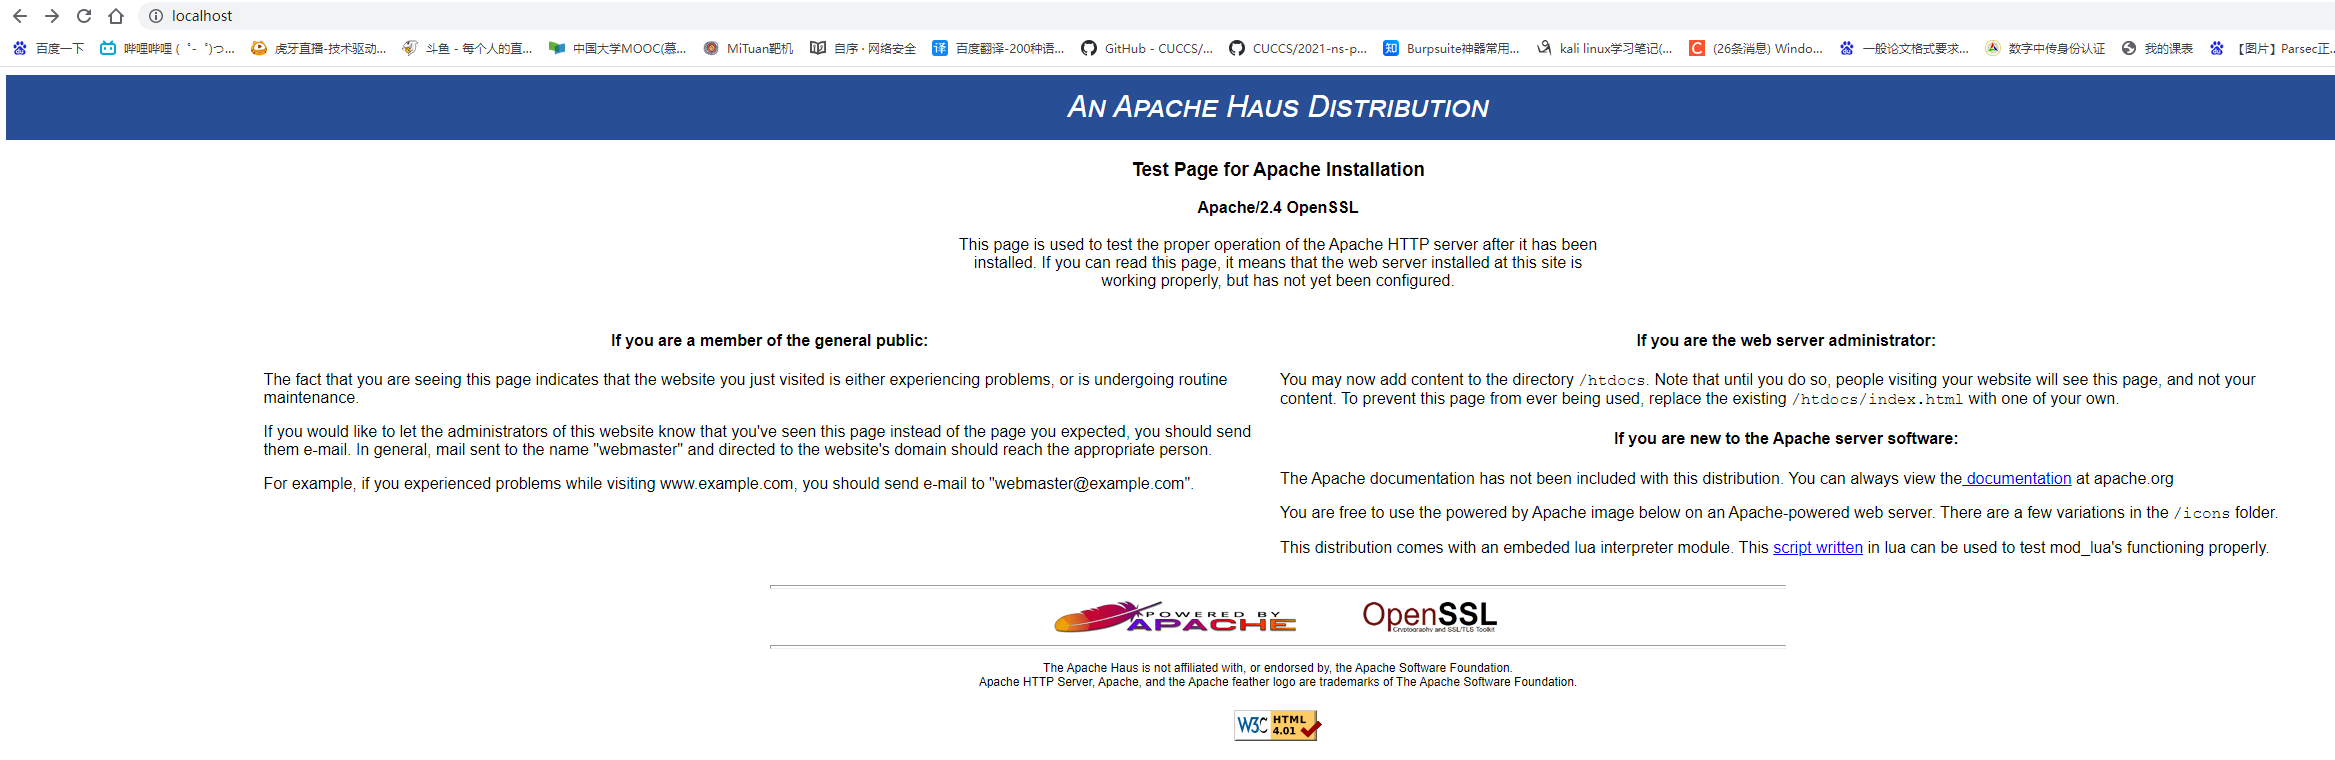 localhost
百度一下
哔哩哔哩 ( ゜- ゜)つ...
虎牙直播-技术驱动...
斗鱼 - 每个人的直...
中国大学MOOC(慕...
MiTuan靶机
自序 · 网络安全
译
百度翻译-200种语...
GitHub - CUCCS/...
CUCCS/2021-ns-p...
知
Burpsuite神器常用...
kali linux学习笔记(...
C
(26条消息) Windo...
一般论文格式要求...
数字中传身份认证
我的课表
【图片】Parsec正...
AN APACHE HAUS DISTRIBUTION
Test Page for Apache Installation
Apache/2.4 OpenSSL
This page is used to test the proper operation of the Apache HTTP server after it has been
installed. If you can read this page, it means that the web server installed at this site is
working properly, but has not yet been configured.
If you are a member of the general public:
The fact that you are seeing this page indicates that the website you just visited is either experiencing problems, or is undergoing routine
maintenance.
If you would like to let the administrators of this website know that you've seen this page instead of the page you expected, you should send
them e-mail. In general, mail sent to the name "webmaster" and directed to the website's domain should reach the appropriate person.
For example, if you experienced problems while visiting www.example.com, you should send e-mail to "webmaster@example.com".
If you are the web server administrator:
You may now add content to the directory /htdocs. Note that until you do so, people visiting your website will see this page, and not your
content. To prevent this page from ever being used, replace the existing /htdocs/index.html with one of your own.
If you are new to the Apache server software:
The Apache documentation has not been included with this distribution. You can always view the documentation at apache.org
You are free to use the powered by Apache image below on an Apache-powered web server. There are a few variations in the /icons folder.
This distribution comes with an embeded lua interpreter module. This script written in lua can be used to test mod_lua's functioning properly.
POWERED BY
APACHE
OpenSSL
Cryptography and SSL/TLS Toolkit
The Apache Haus is not affiliated with, or endorsed by, the Apache Software Foundation.
Apache HTTP Server, Apache, and the Apache feather logo are trademarks of The Apache Software Foundation.
W3C HTML
4.01